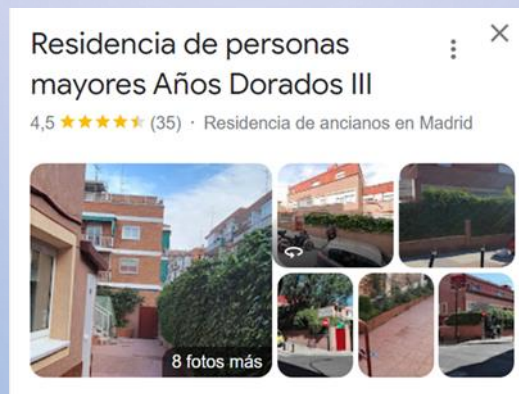 Residencia de personas
mayores Años Dorados III
4,5 (35) · Residencia de ancianos en Madrid
8 fotos más